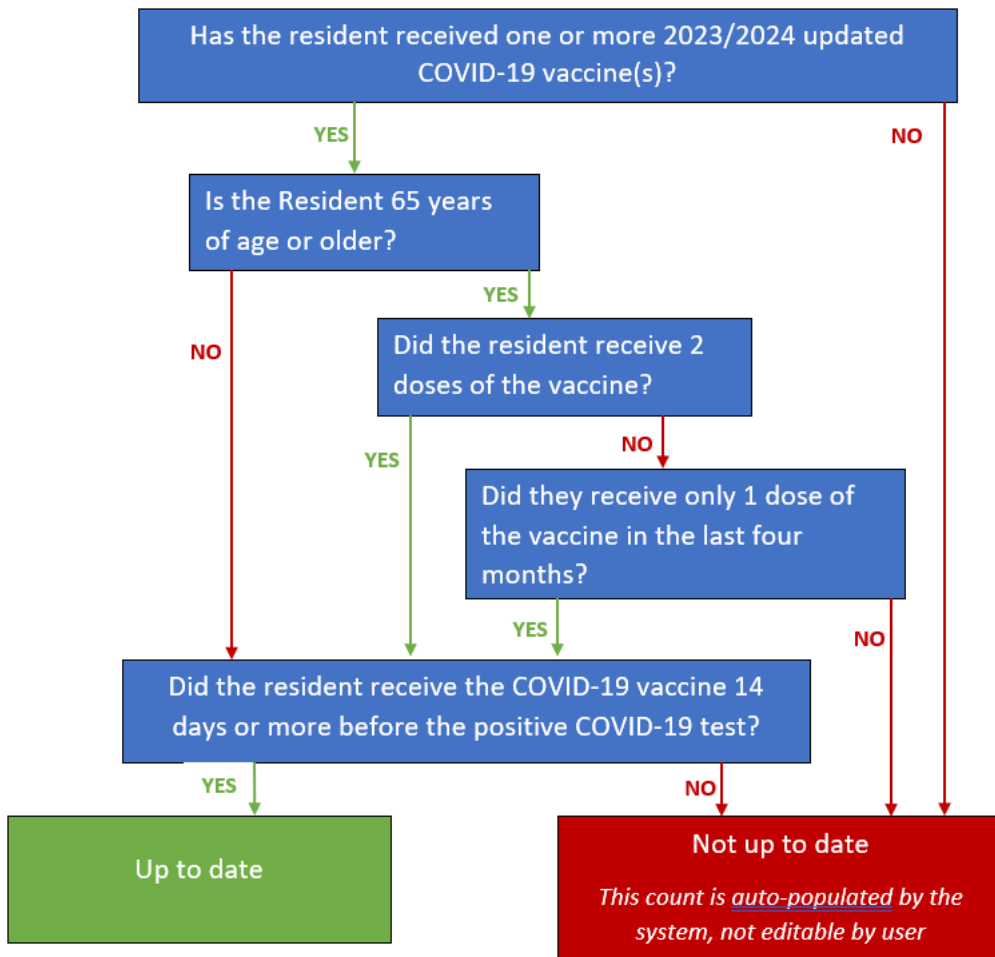 Has the resident received one or more 2023/2024 updated
COVID-19 vaccine(s)?
YES
NO
Is the Resident 65 years
of age or older?
YES
NO
Did the resident receive 2
doses of the vaccine?
YES
NO
Did they receive only 1 dose of
the vaccine in the last four
months?
YES
NO
Did the resident receive the COVID-19 vaccine 14
days or more before the positive COVID-19 test?
YES
NO
Up to date
Not up to date
This count is auto-populated by the
system, not editable by user